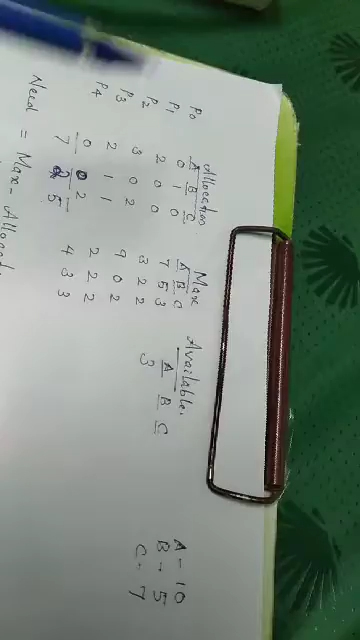 Allocation Max Available. A - 10
A B C A B C A B C B - 5
P0 0 1 0 7 5 3 3 C - 7
P1 2 0 0 3 2 2
P2 3 0 2 9 0 2
P3 2 1 1 2 2 2
P4 0 0 2 4 3 3
7 2 5
Need = Max - Allocati